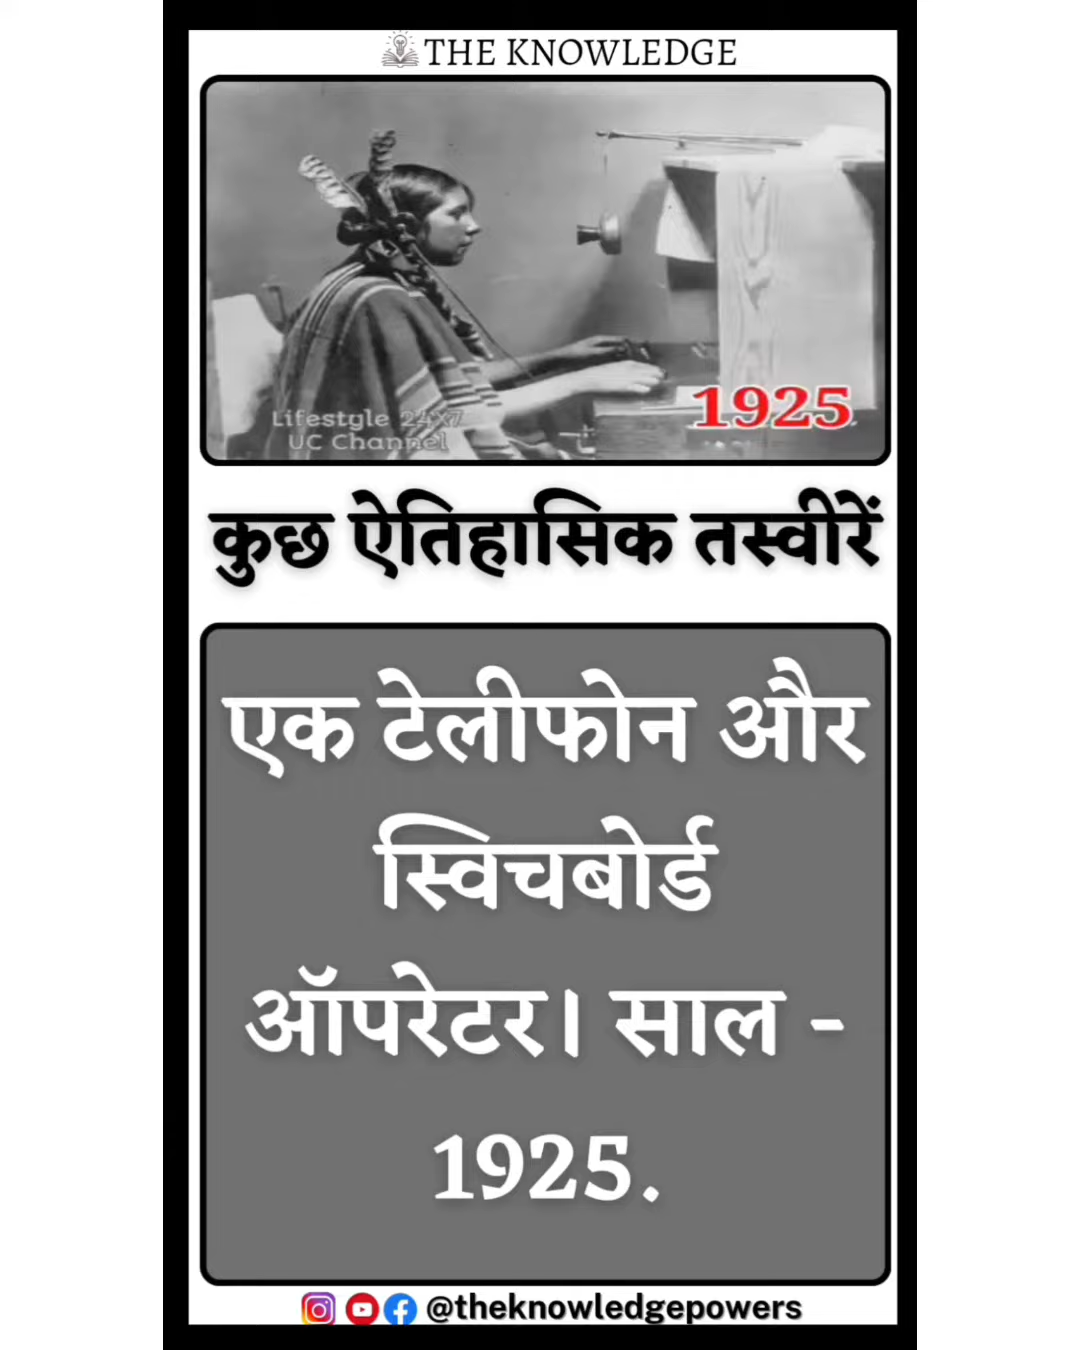 THE KNOWLEDGE
Lifestyle 24x7
UC Channel
1925.
कुछ ऐतिहासिक तस्वीरें
एक टेलीफोन और
स्विचबोर्ड
ऑपरेटर। साल -
1925.
@theknowledgepowers